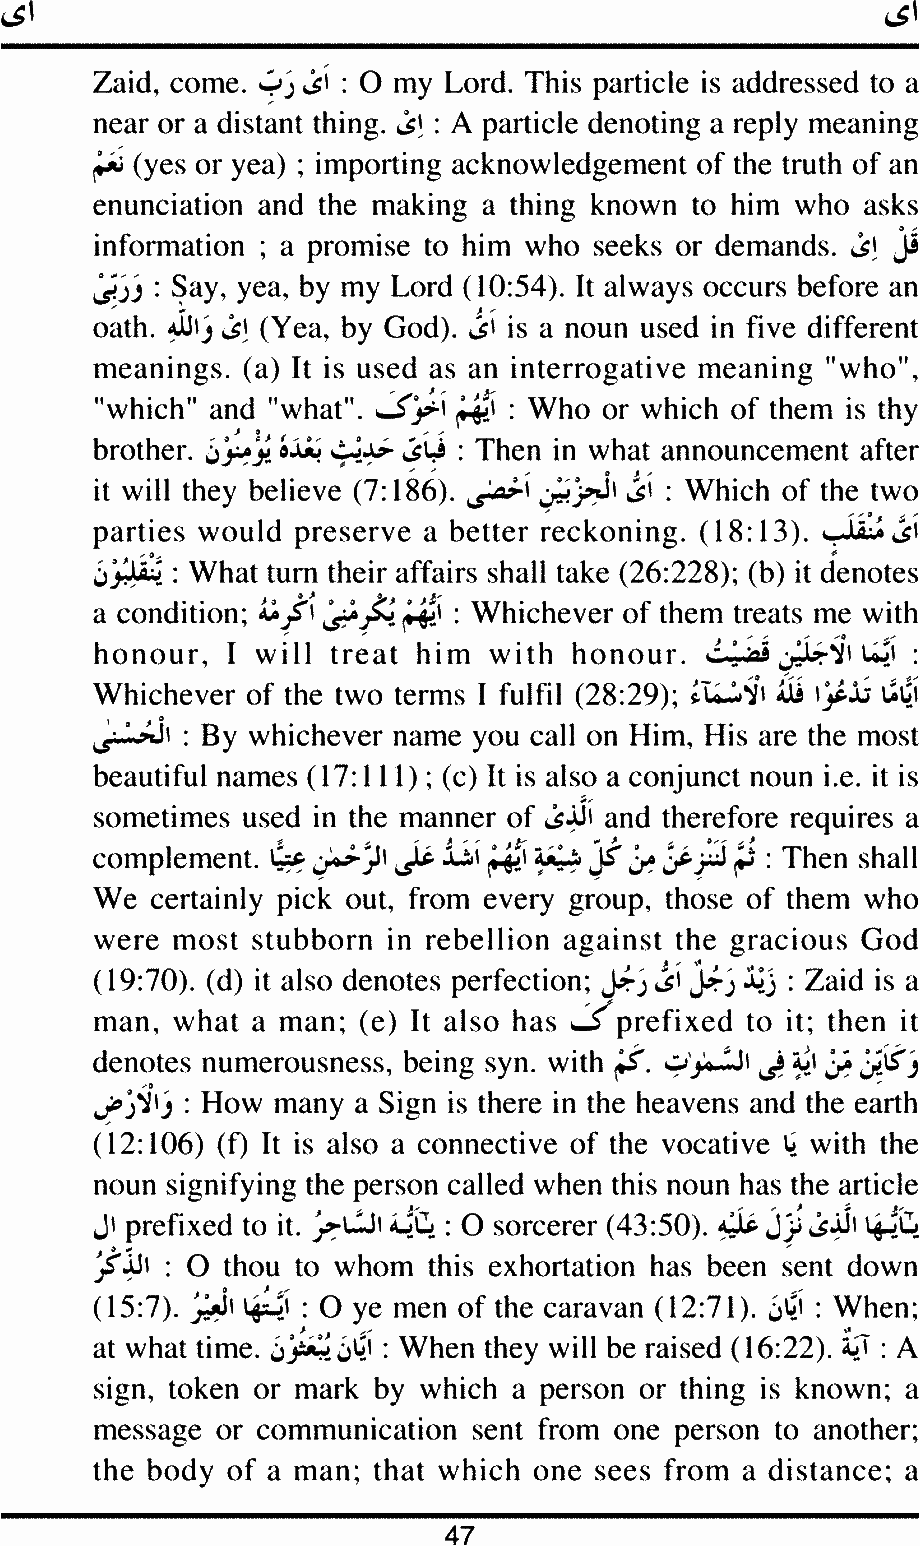 ای ای
Zaid, come. اَیْ رَبِّ : O my Lord. This particle is addressed to a
near or a distant thing. اِیْ : A particle denoting a reply meaning
نَعَمْ (yes or yea) ; importing acknowledgement of the truth of an
enunciation and the making a thing known to him who asks
information ; a promise to him who seeks or demands. قُلْ اِیْ
وَرَبِّیْ : Say, yea, by my Lord (10:54). It always occurs before an
oath. اِیْ وَاللّٰهِ (Yea, by God). اَیٌّ is a noun used in five different
meanings. (a) It is used as an interrogative meaning "who",
"which" and "what". اَیُّهُمْ اَخُوْکَ : Who or which of them is thy
brother. فَبِاَیِّ حَدِیْثٍ بَعْدَهٗ یُؤْمِنُوْنَ : Then in what announcement after
it will they believe (7:186). اَیُّ الْحِزْبَیْنِ اَحْصٰی : Which of the two
parties would preserve a better reckoning. (18:13). اَیَّ مُنْقَلَبٍ
یَّنْقَلِبُوْنَ : What turn their affairs shall take (26:228); (b) it denotes
a condition; اَیُّهُمْ یُکْرِمْنِیْ اُکْرِمْهُ : Whichever of them treats me with
honour, I will treat him with honour. اَیَّمَا الْاَجَلَیْنِ قَضَیْتُ :
Whichever of the two terms I fulfil (28:29); اَیًّامَّا تَدْعُوْا فَلَهُ الْاَسْمَآءُ
الْحُسْنٰی : By whichever name you call on Him, His are the most
beautiful names (17:111) ; (c) It is also a conjunct noun i.e. it is
sometimes used in the manner of اَلَّذِیْ and therefore requires a
complement. ثُمَّ لَنَنْزِعَنَّ مِنْ کُلِّ شِیْعَةٍ اَیُّهُمْ اَشَدُّ عَلَی الرَّحْمٰنِ عِتِیًّا : Then shall
We certainly pick out, from every group, those of them who
were most stubborn in rebellion against the gracious God
(19:70). (d) it also denotes perfection; زَیْدٌ رَجُلٌ اَیُّ رَجُلٍ : Zaid is a
man, what a man; (e) It also has کَ prefixed to it; then it
denotes numerousness, being syn. with کَمْ. وَکَاَیِّنْ مِّنْ اٰیَةٍ فِی السَّمٰوٰتِ
وَالْاَرْضِ : How many a Sign is there in the heavens and the earth
(12:106) (f) It is also a connective of the vocative یَا with the
noun signifying the person called when this noun has the article
ال prefixed to it. یٰۤاَیُّهَ السَّاحِرُ : O sorcerer (43:50). یٰۤاَیُّهَا الَّذِیْ نُزِّلَ عَلَیْهِ
الذِّکْرُ : O thou to whom this exhortation has been sent down
(15:7). اَیَّتُهَا الْعِیْرُ : O ye men of the caravan (12:71). اَیَّانَ : When;
at what time. اَیَّانَ یُبْعَثُوْنَ : When they will be raised (16:22). اٰیَةٌ : A
sign, token or mark by which a person or thing is known; a
message or communication sent from one person to another;
the body of a man; that which one sees from a distance; a
47